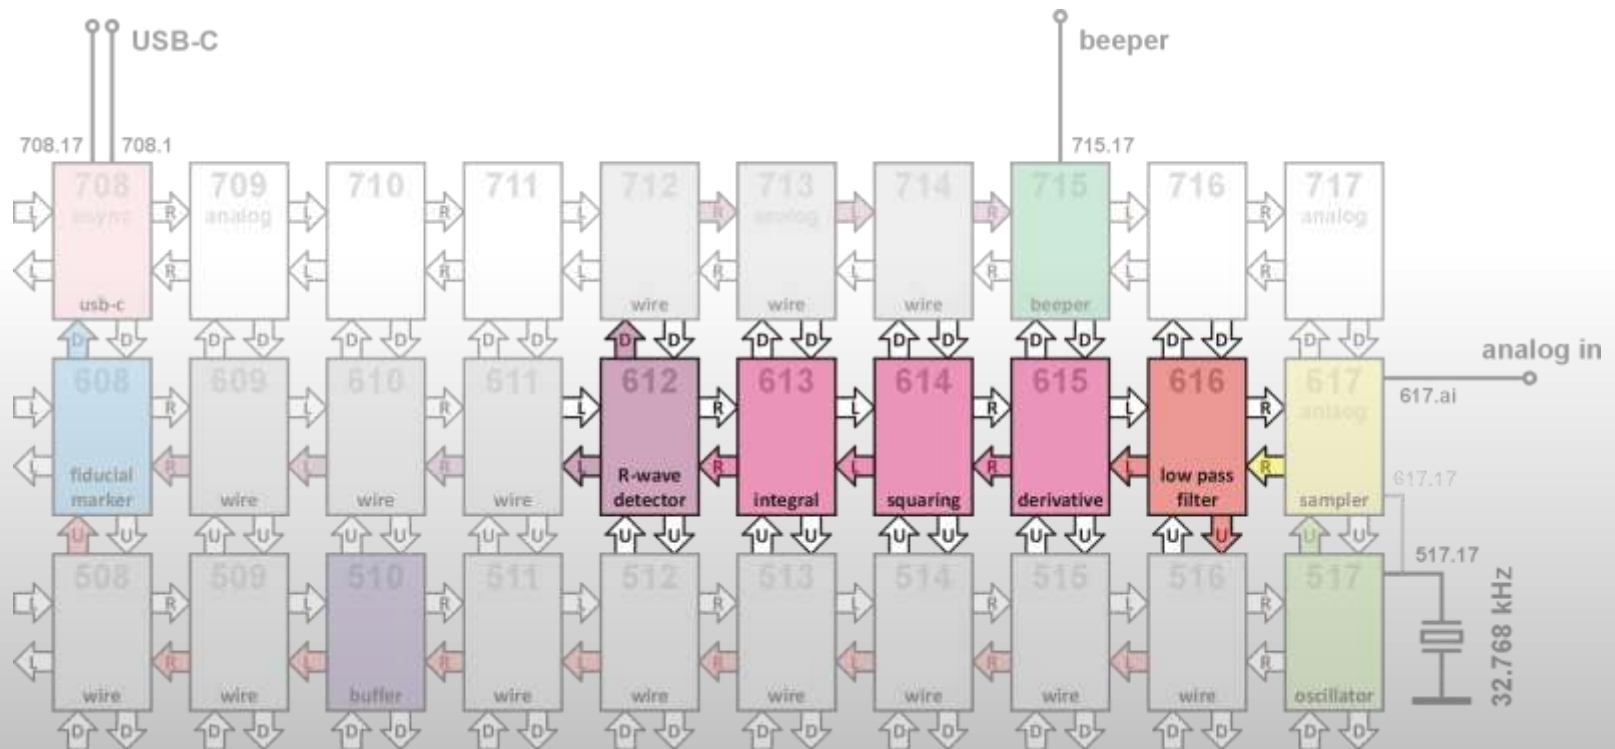 USB-C
beeper
708.17
708.1
715.17
708 709 710 711 712 713 714 715 716 717
async analog analog analog
L R L R L R L R L R
L R L R L R L R L R
usb-c wire wire wire beeper
D D D D D D D D D D D D D D D D D D D D
analog in
608 609 610 611 612 613 614 615 616 617
analog
617.ai
L R L R L R L R L R
L R L R L R L R L R
617.17
fiducial R-wave low pass
marker wire wire wire detector integral squaring derivative filter sampler
U U U U U U U U U U U U U U U U U U U U
517.17
508 509 510 511 512 513 514 515 516 517
L R L R L R L R L R
L R L R L R L R L R
32.768 kHz
wire wire buffer wire wire wire wire wire wire oscillator
D D D D D D D D D D D D D D D D D D D D